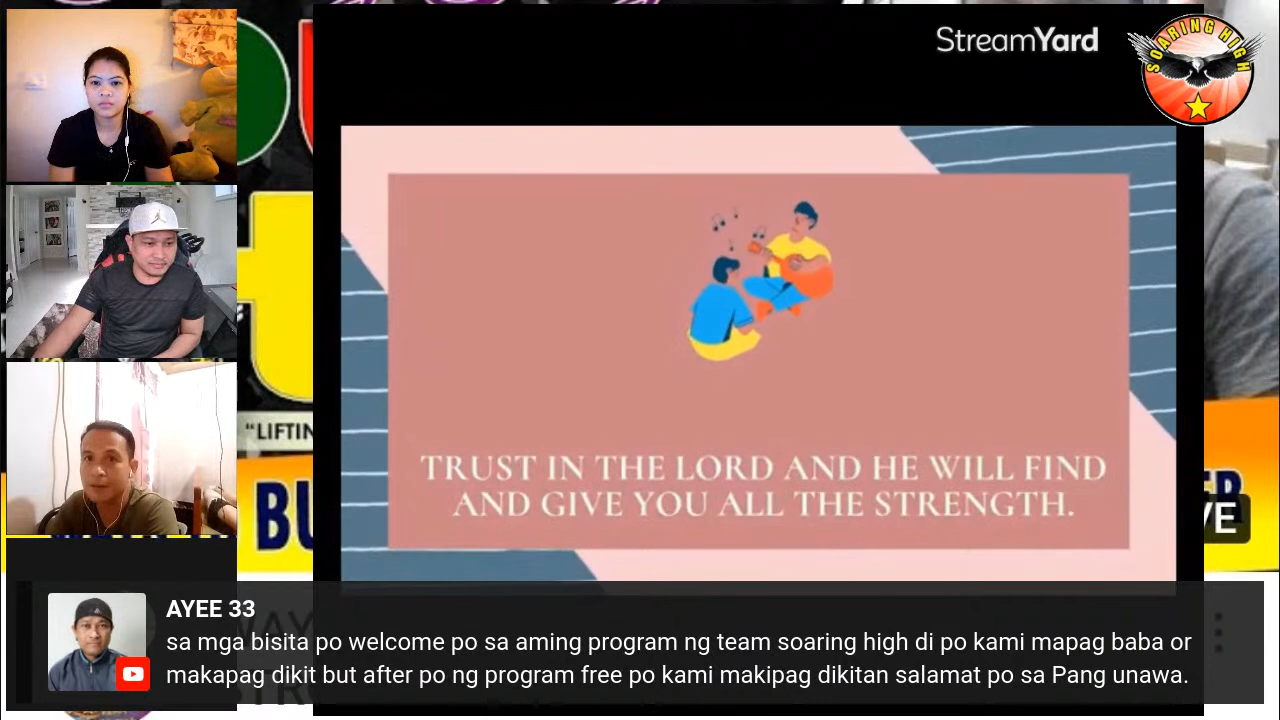 StreamYard
SOARING HIGH
"LIFTIN
BU
TRUST IN THE LORD AND HE WILL FIND
AND GIVE YOU ALL THE STRENGTH.
AYEE 33
sa mga bisita po welcome po sa aming program ng team soaring high di po kami mapag baba or
makapag dikit but after po ng program free po kami makipag dikitan salamat po sa Pang unawa.